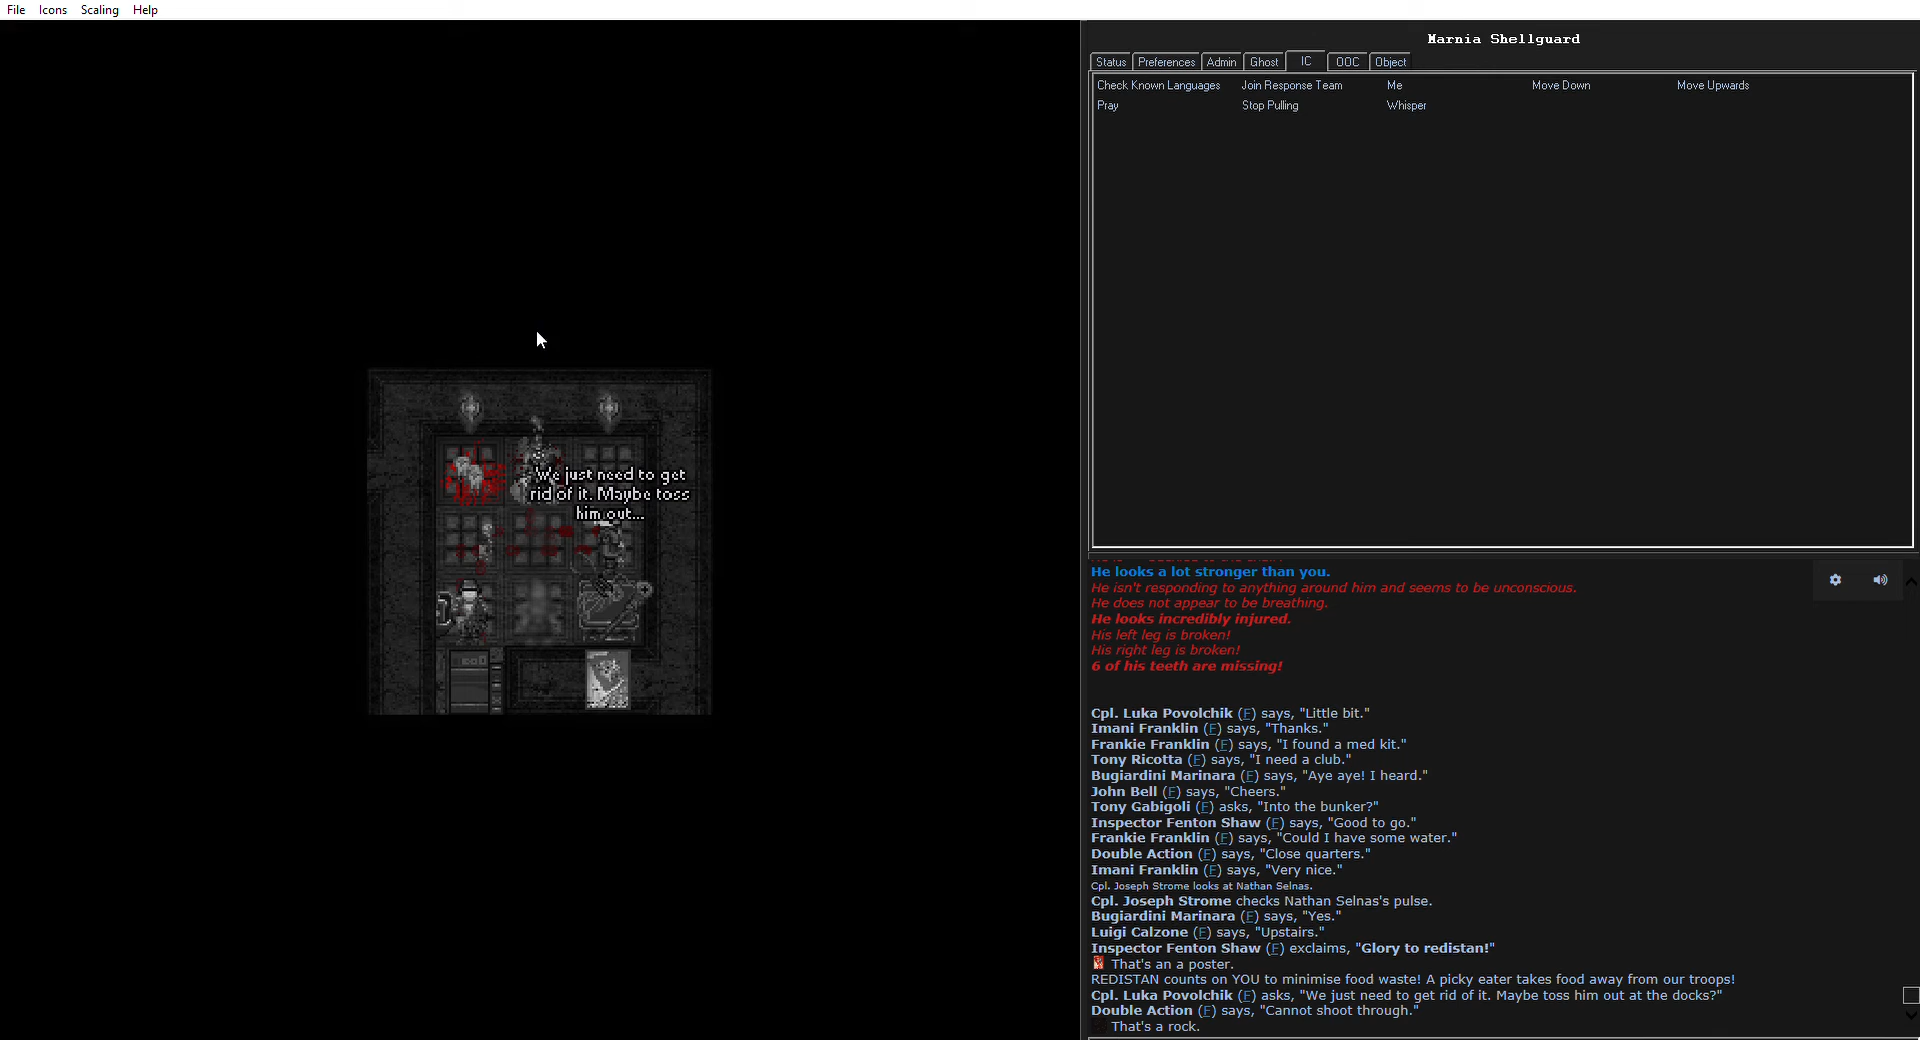 File Icons Scaling Help
Marnia Shellguard
Status Preferences Admin Ghost IC OOC Object
Check Known Languages Join Response Team Me Move Down Move Upwards
Pray Stop Pulling Whisper
We just need to get
rid of it. Maybe toss
him out...
He looks a lot stronger than you.
He isn't responding to anything around him and seems to be unconscious.
He does not appear to be breathing.
He looks incredibly injured.
His left leg is broken!
His right leg is broken!
6 of his teeth are missing!
Cpl. Luka Povolchik (F) says, "Little bit."
Imani Franklin (F) says, "Thanks."
Frankie Franklin (F) says, "I found a med kit."
Tony Ricotta (F) says, "I need a club."
Bugiardini Marinara (F) says, "Aye aye! I heard."
John Bell (F) says, "Cheers."
Tony Gabigoli (F) asks, "Into the bunker?"
Inspector Fenton Shaw (F) says, "Good to go."
Frankie Franklin (F) says, "Could I have some water."
Double Action (F) says, "Close quarters."
Imani Franklin (F) says, "Very nice."
Cpl. Joseph Strome looks at Nathan Selnas.
Cpl. Joseph Strome checks Nathan Selnas's pulse.
Bugiardini Marinara (F) says, "Yes."
Luigi Calzone (F) says, "Upstairs."
Inspector Fenton Shaw (F) exclaims, "Glory to redistan!"
That's an a poster.
REDISTAN counts on YOU to minimise food waste! A picky eater takes food away from our troops!
Cpl. Luka Povolchik (F) asks, "We just need to get rid of it. Maybe toss him out at the docks?"
Double Action (F) says, "Cannot shoot through."
That's a rock.